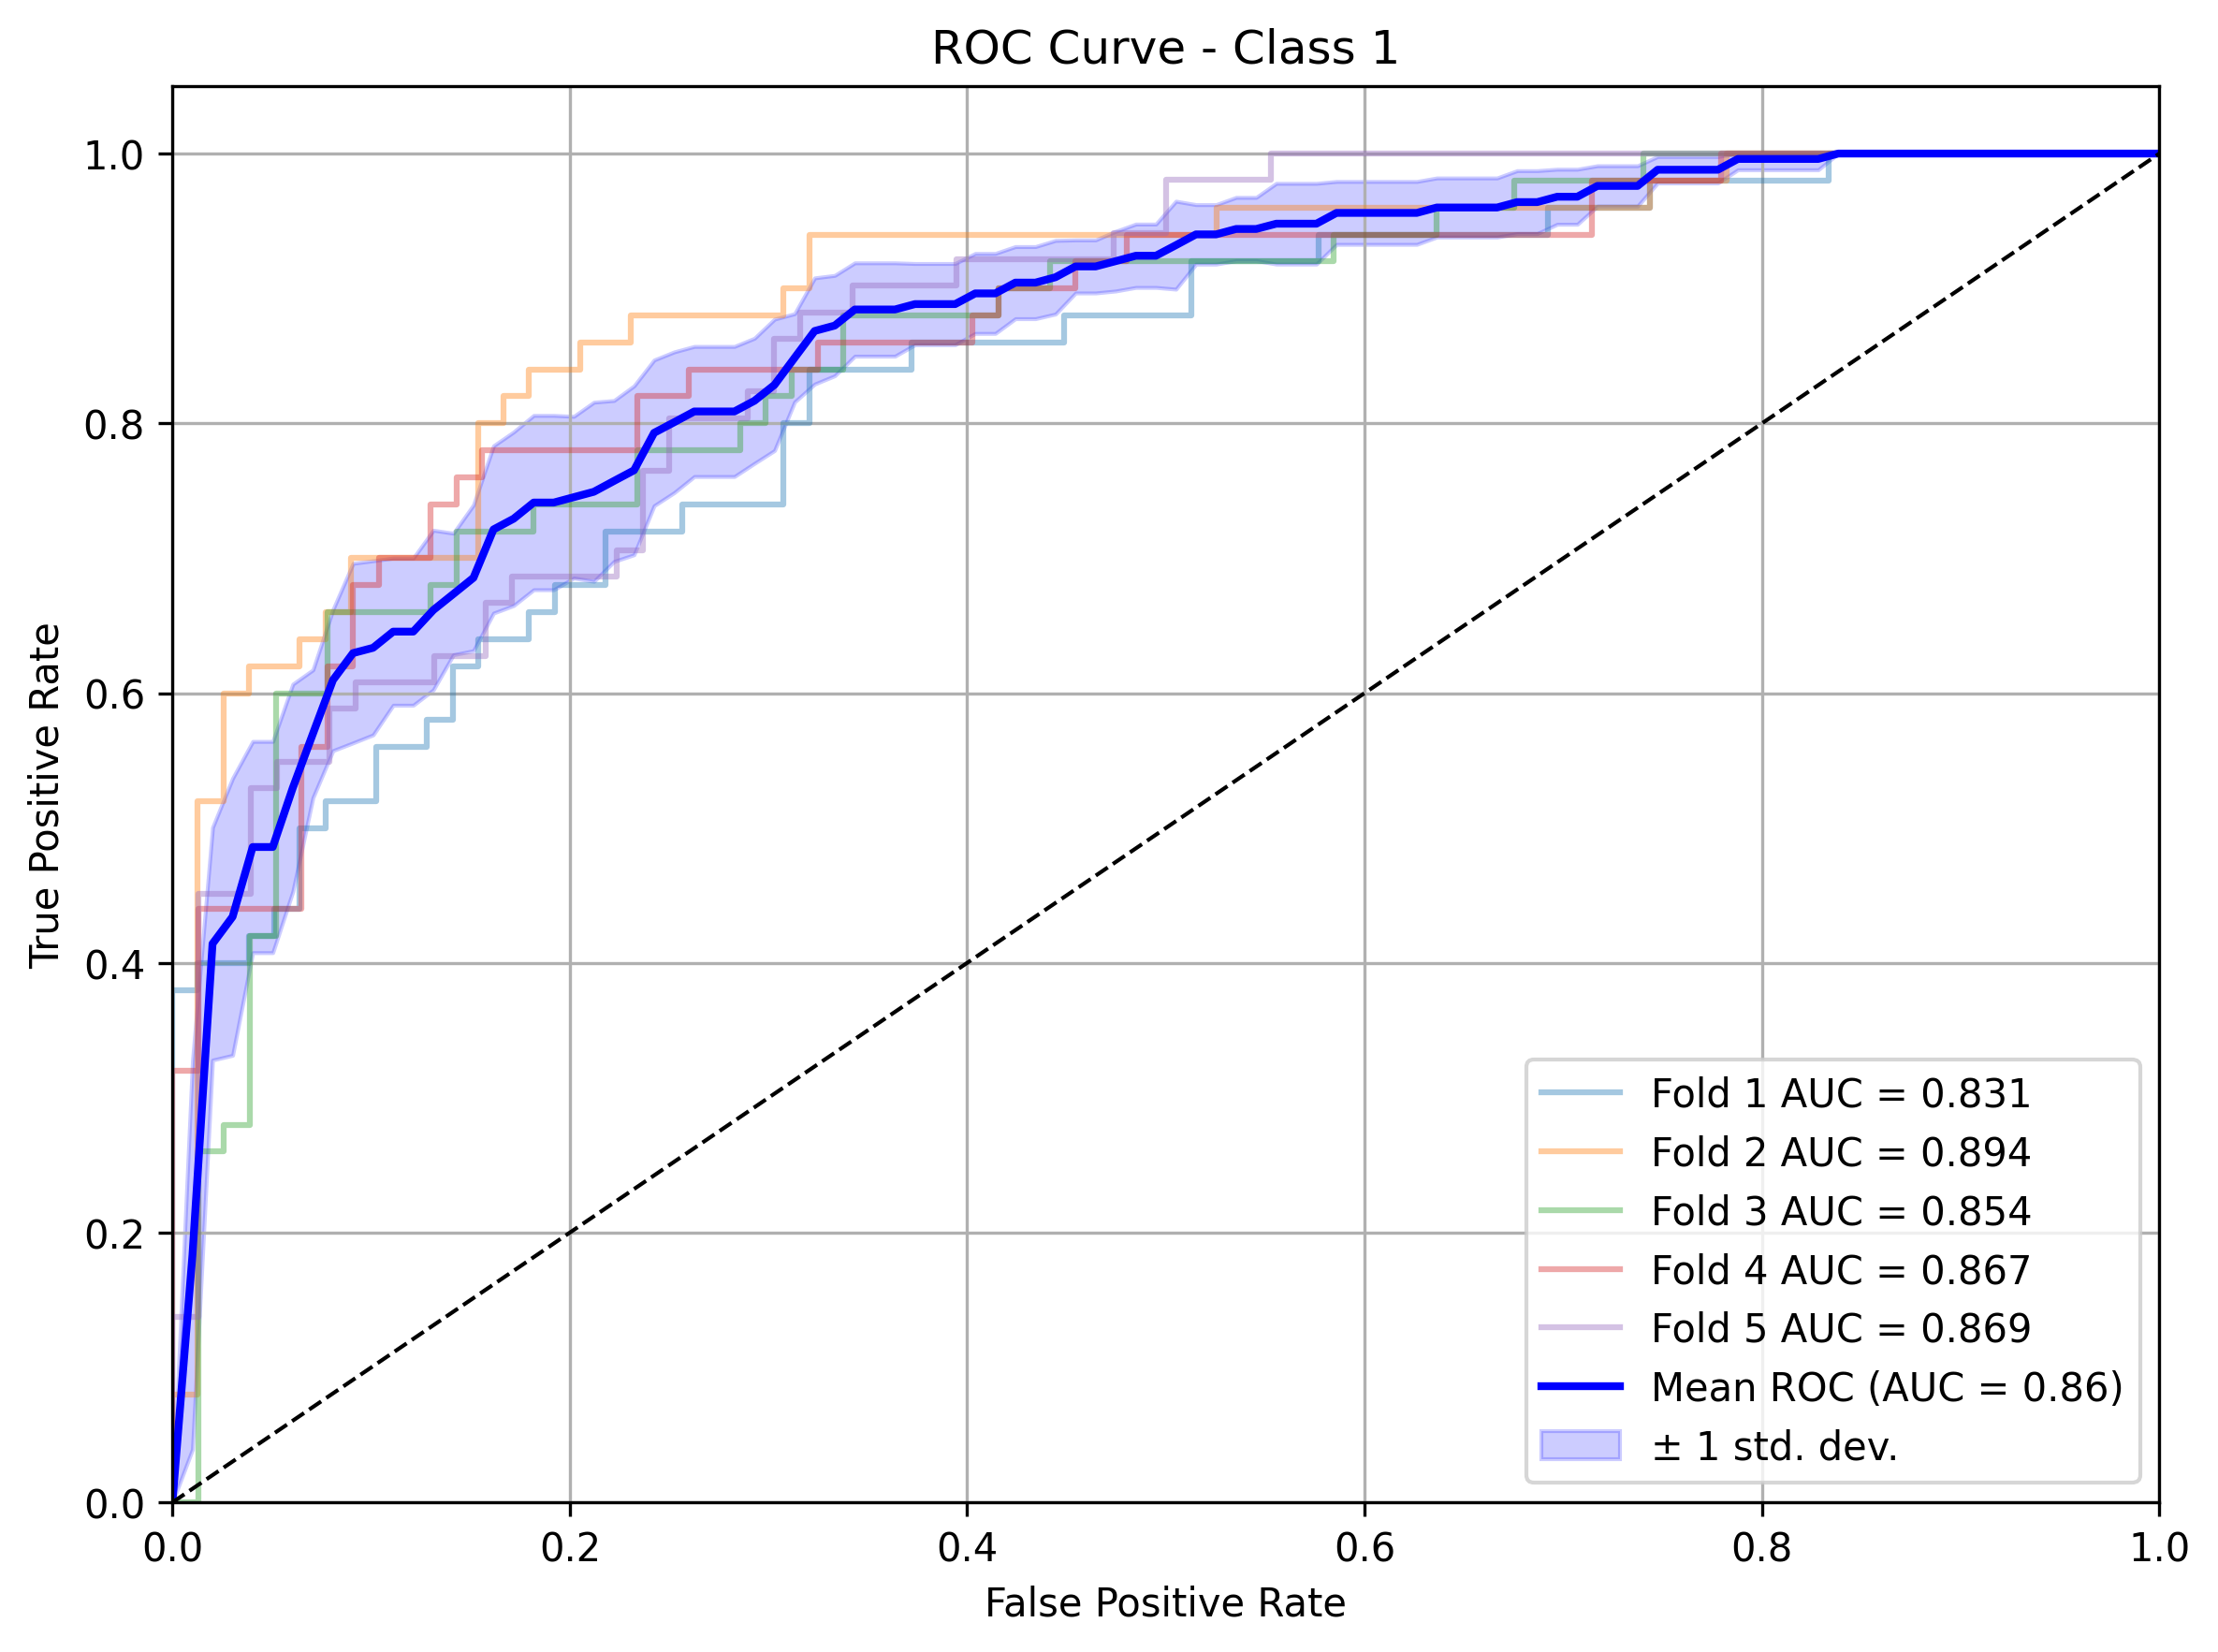 ROC Curve - Class 1
True Positive Rate
1.0
0.8
0.6
0.4
0.2
0.0
0.0 0.2 0.4 0.6 0.8 1.0
False Positive Rate
Fold 1 AUC = 0.831
Fold 2 AUC = 0.894
Fold 3 AUC = 0.854
Fold 4 AUC = 0.867
Fold 5 AUC = 0.869
Mean ROC (AUC = 0.86)
± 1 std. dev.